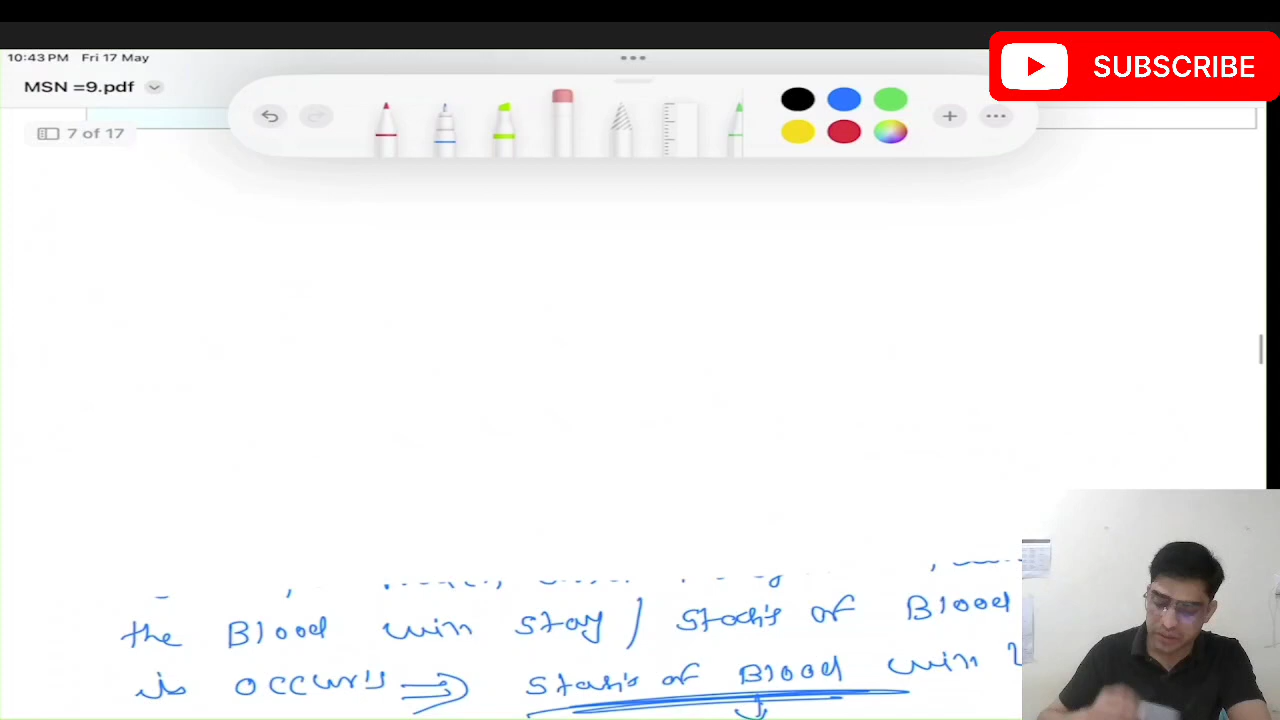 10:43 PM Fri 17 May
SUBSCRIBE
MSN =9.pdf
7 of 17
the Blood will stay / stasis of Blood
is occurs ⇒ stasis of Blood will